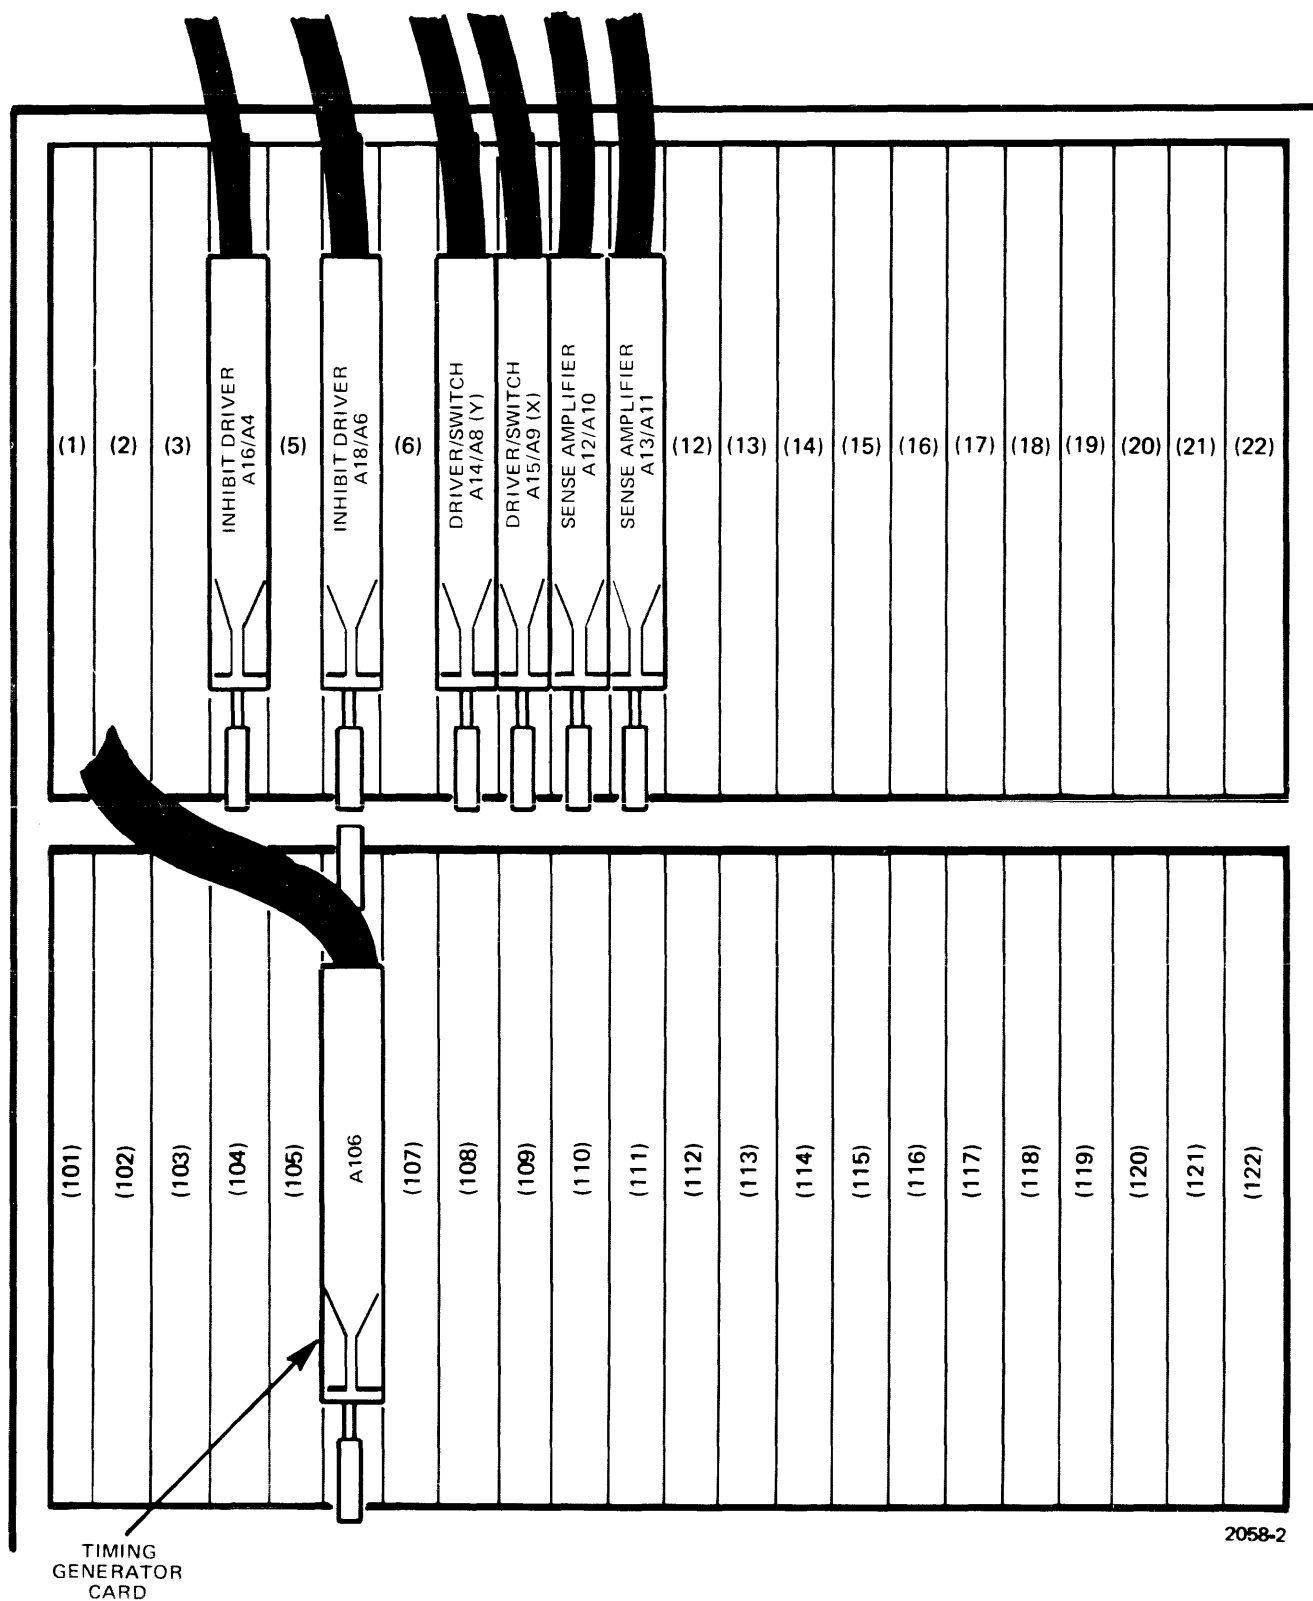 (1)
(2)
(3)
INHIBIT DRIVER
A16/A4
(5)
INHIBIT DRIVER
A18/A6
(6)
DRIVER/SWITCH
A14/A8 (Y)
DRIVER/SWITCH
A15/A9 (X)
SENSE AMPLIFIER
A12/A10
SENSE AMPLIFIER
A13/A11
(12)
(13)
(14)
(15)
(16)
(17)
(18)
(19)
(20)
(21)
(22)
(101)
(102)
(103)
(104)
(105)
A106
(107)
(108)
(109)
(110)
(111)
(112)
(113)
(114)
(115)
(116)
(117)
(118)
(119)
(120)
(121)
(122)
2058-2
TIMING
GENERATOR
CARD